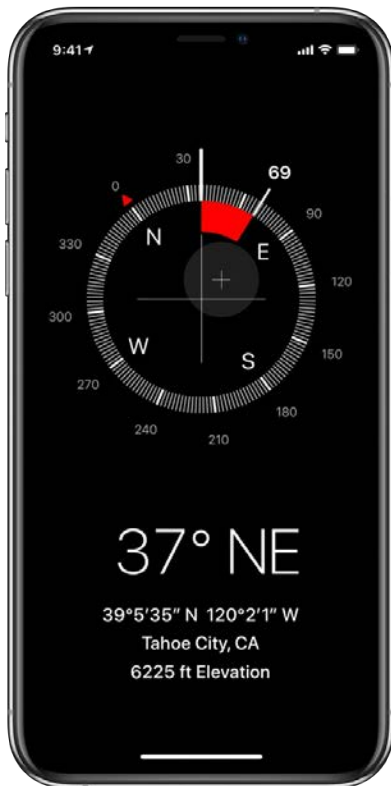 9:41
30
69
0
N
90
330
E
120
300
W
S
150
270
180
240
210
37° NE
39°5'35" N 120°2'1" W
Tahoe City, CA
6225 ft Elevation